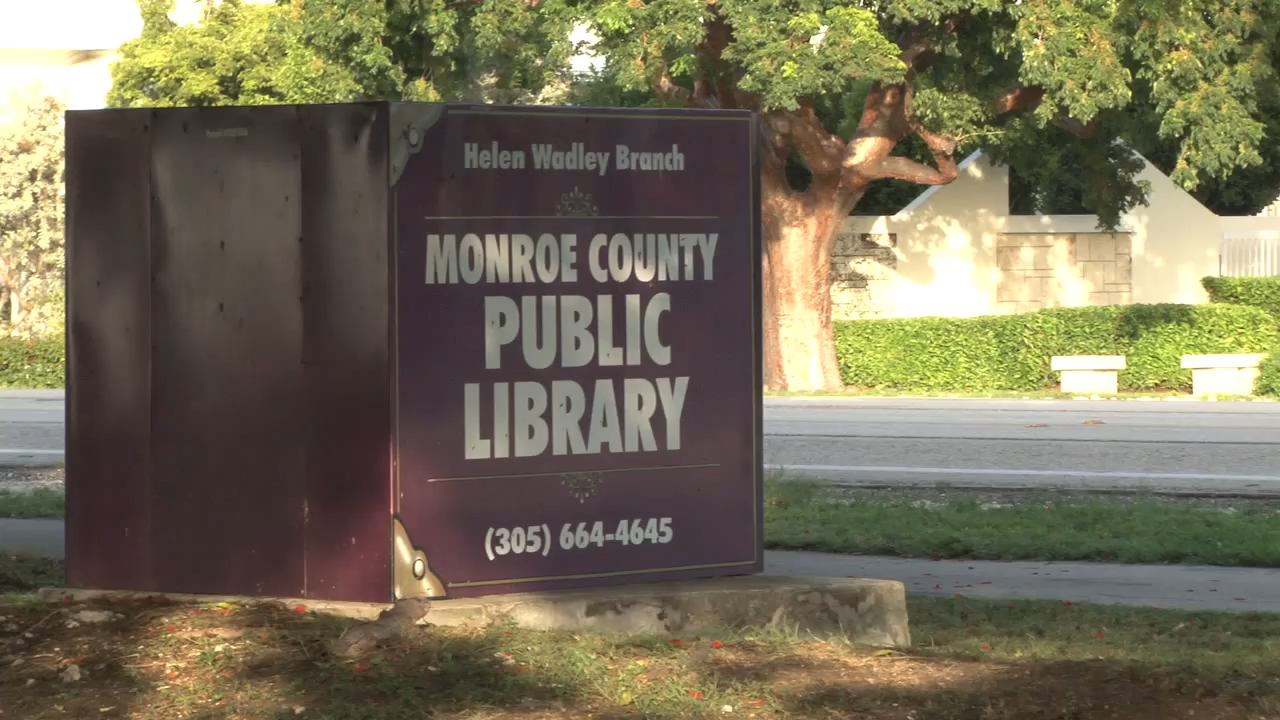 Helen Wadley Branch
MONROE COUNTY
PUBLIC
LIBRARY
(305) 664-4645